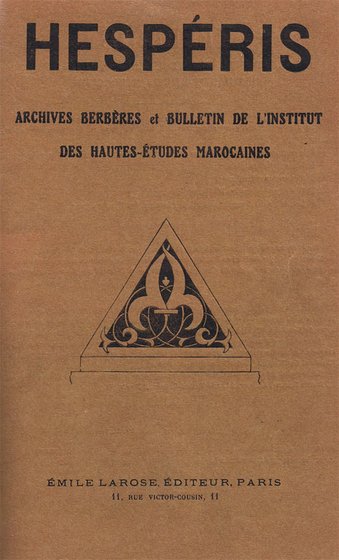 HESPÉRIS
ARCHIVES BERBÈRES et BULLETIN DE L'INSTITUT
DES HAUTES-ÉTUDES MAROCAINES
ÉMILE LAROSE, ÉDITEUR, PARIS
11, RUE VICTOR-COUSIN, 11